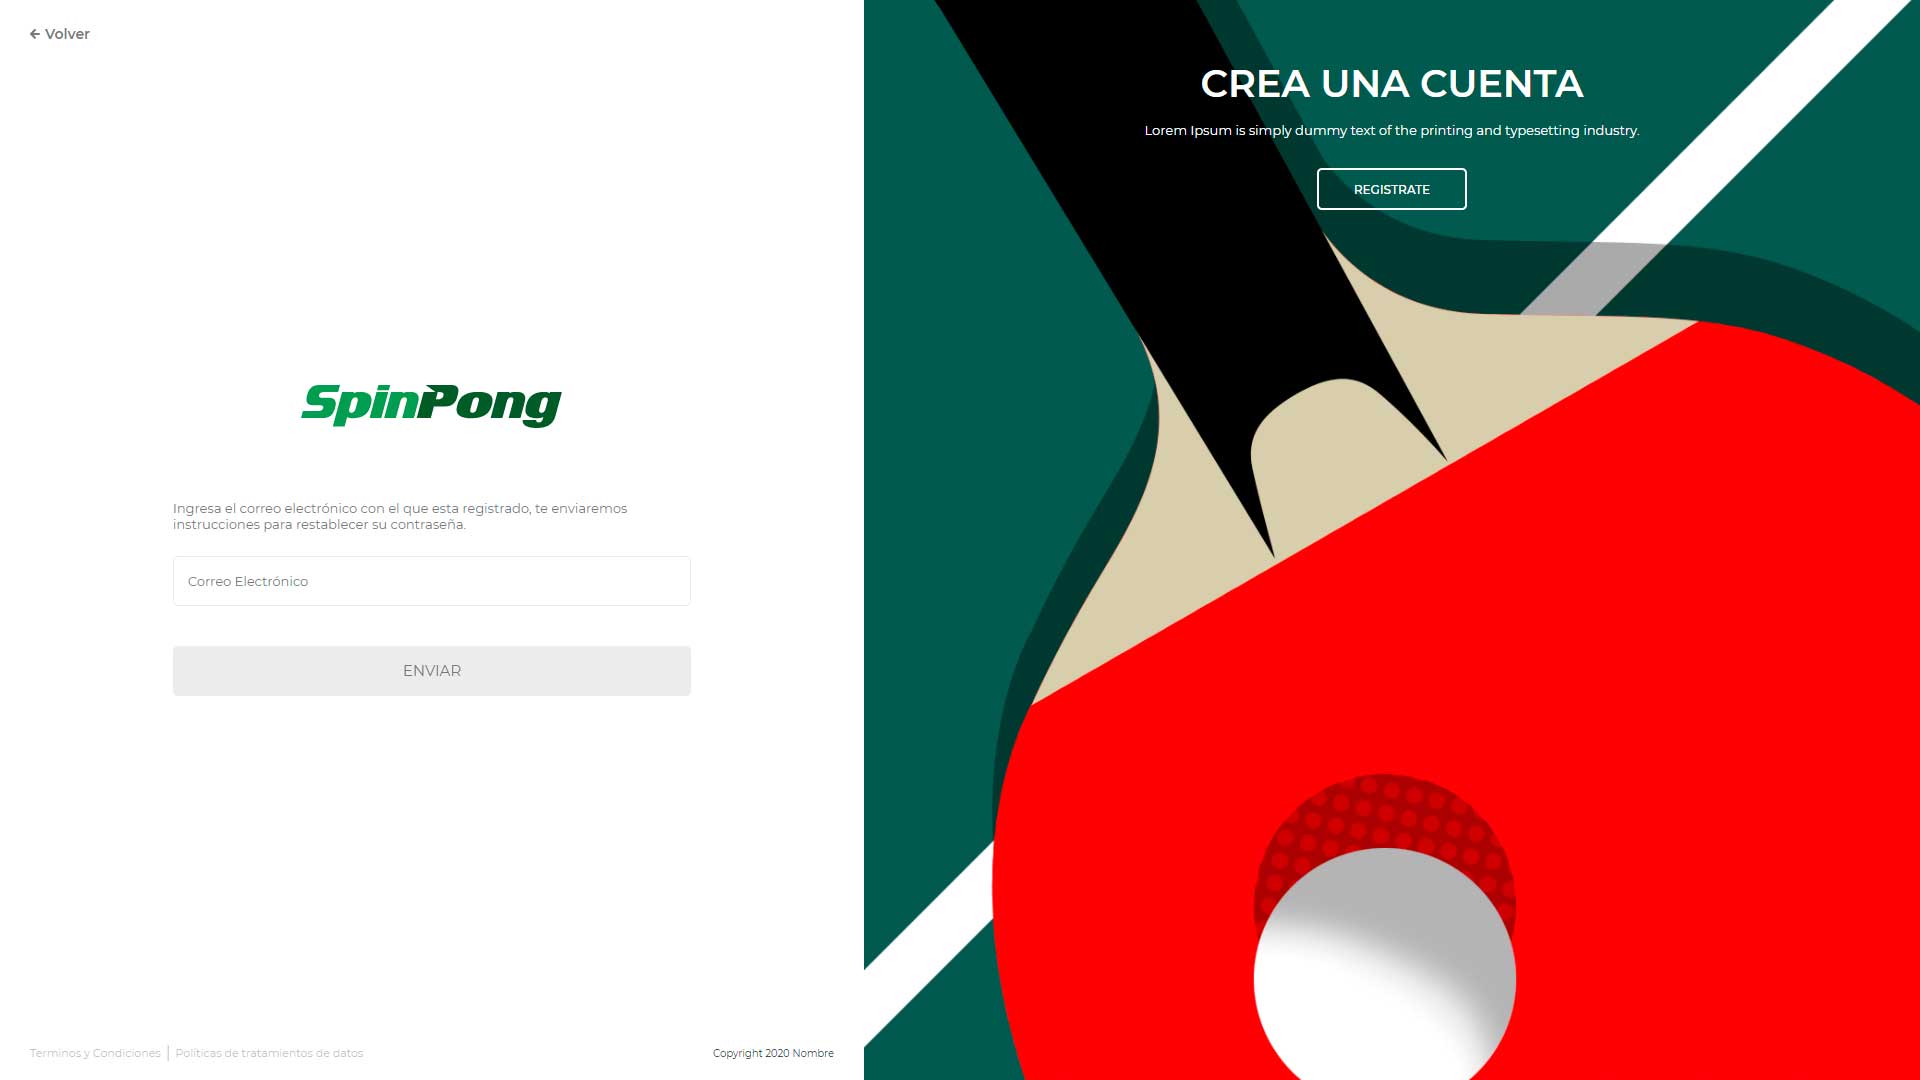 Volver
SpinPong
Ingresa el correo electrónico con el que esta registrado, te enviaremos
instrucciones para restablecer su contraseña.
Correo Electrónico
ENVIAR
Terminos y Condiciones | Políticas de tratamientos de datos
Copyright 2020 Nombre
CREA UNA CUENTA
Lorem Ipsum is simply dummy text of the printing and typesetting industry.
REGISTRATE